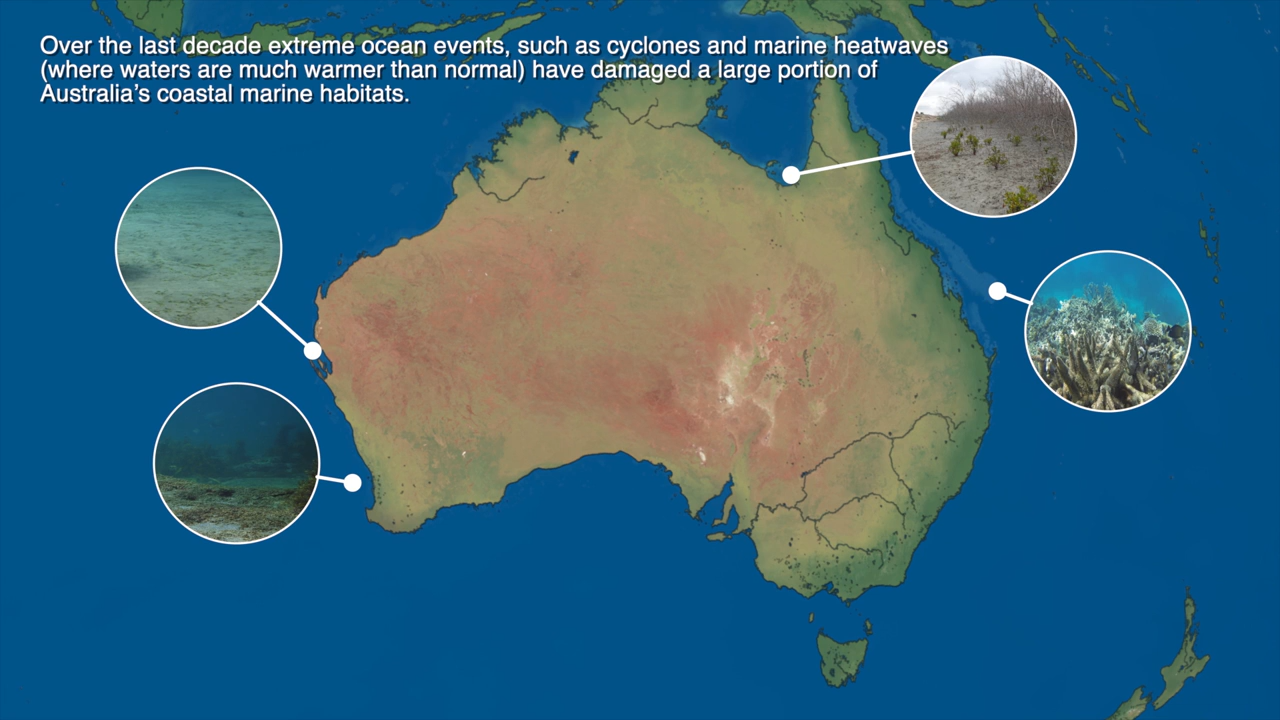 Over the last decade extreme ocean events, such as cyclones and marine heatwaves
(where waters are much warmer than normal) have damaged a large portion of
Australia’s coastal marine habitats.